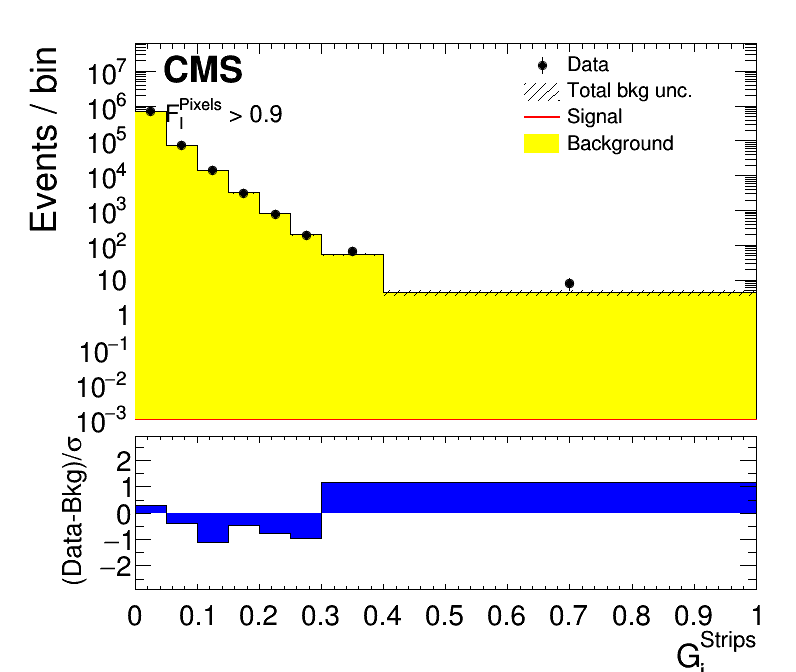 CMS
F_I^Pixels > 0.9
Data
Total bkg unc.
Signal
Background
Events / bin
10^7
10^6
10^5
10^4
10^3
10^2
10
1
10^−1
10^−2
10^−3
(Data-Bkg)/σ
2
1
0
−1
−2
0 0.1 0.2 0.3 0.4 0.5 0.6 0.7 0.8 0.9 1
G_i^Strips